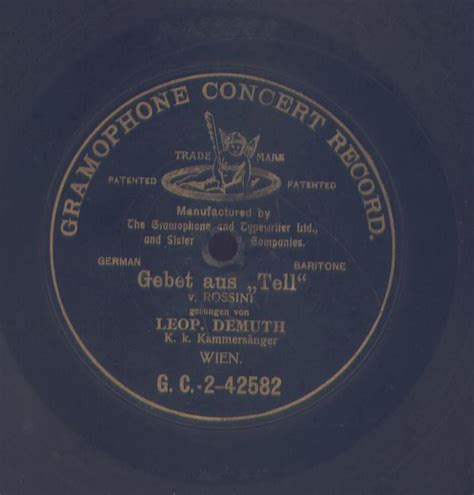 GRAMOPHONE CONCERT RECORD.
TRADE MARK
PATENTED PATENTED
Manufactured by
The Gramophone and Typewriter Ltd.,
and Sister Companies.
GERMAN BARITONE
Gebet aus „Tell“
v. ROSSINI
gesungen von
LEOP. DEMUTH
K. k. Kammersänger
WIEN.
G. C.-2-42582